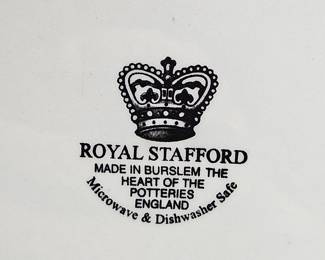 ROYAL STAFFORD
MADE IN BURSLEM THE
HEART OF THE
POTTERIES
ENGLAND
Microwave & Dishwasher Safe